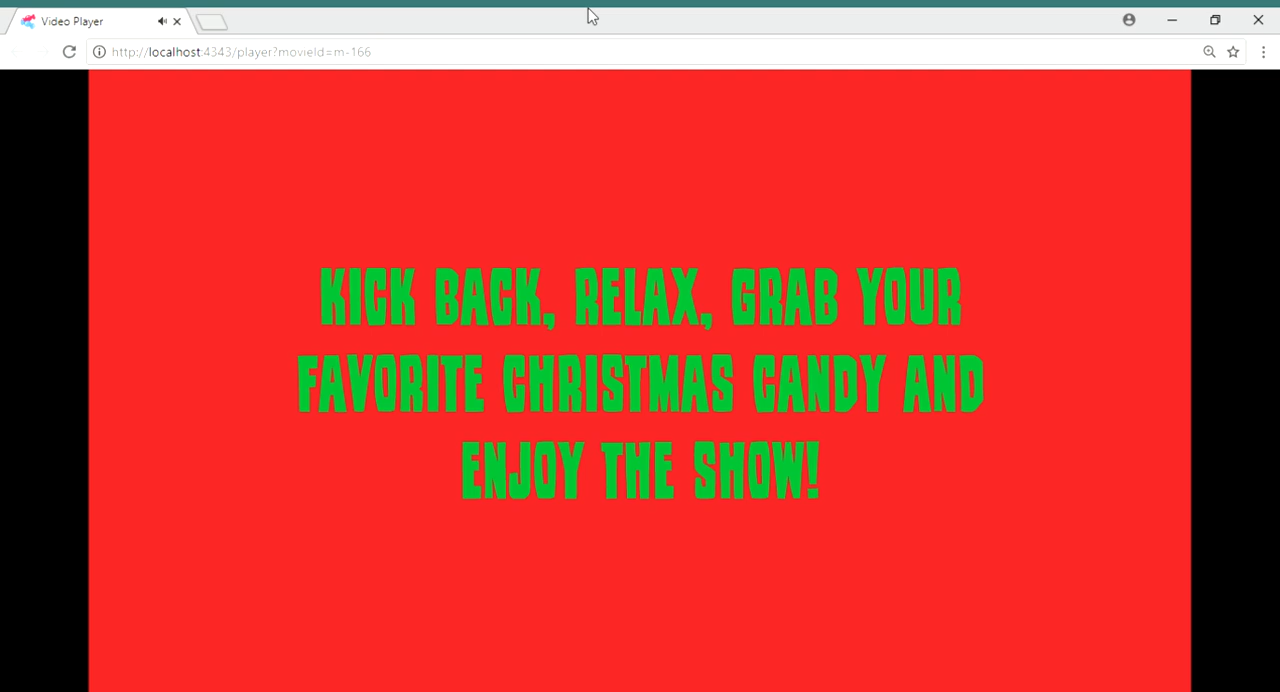 Video Player
http://localhost:4343/player?movieId=m-166
KICK BACK, RELAX, GRAB YOUR
FAVORITE CHRISTMAS CANDY AND
ENJOY THE SHOW!